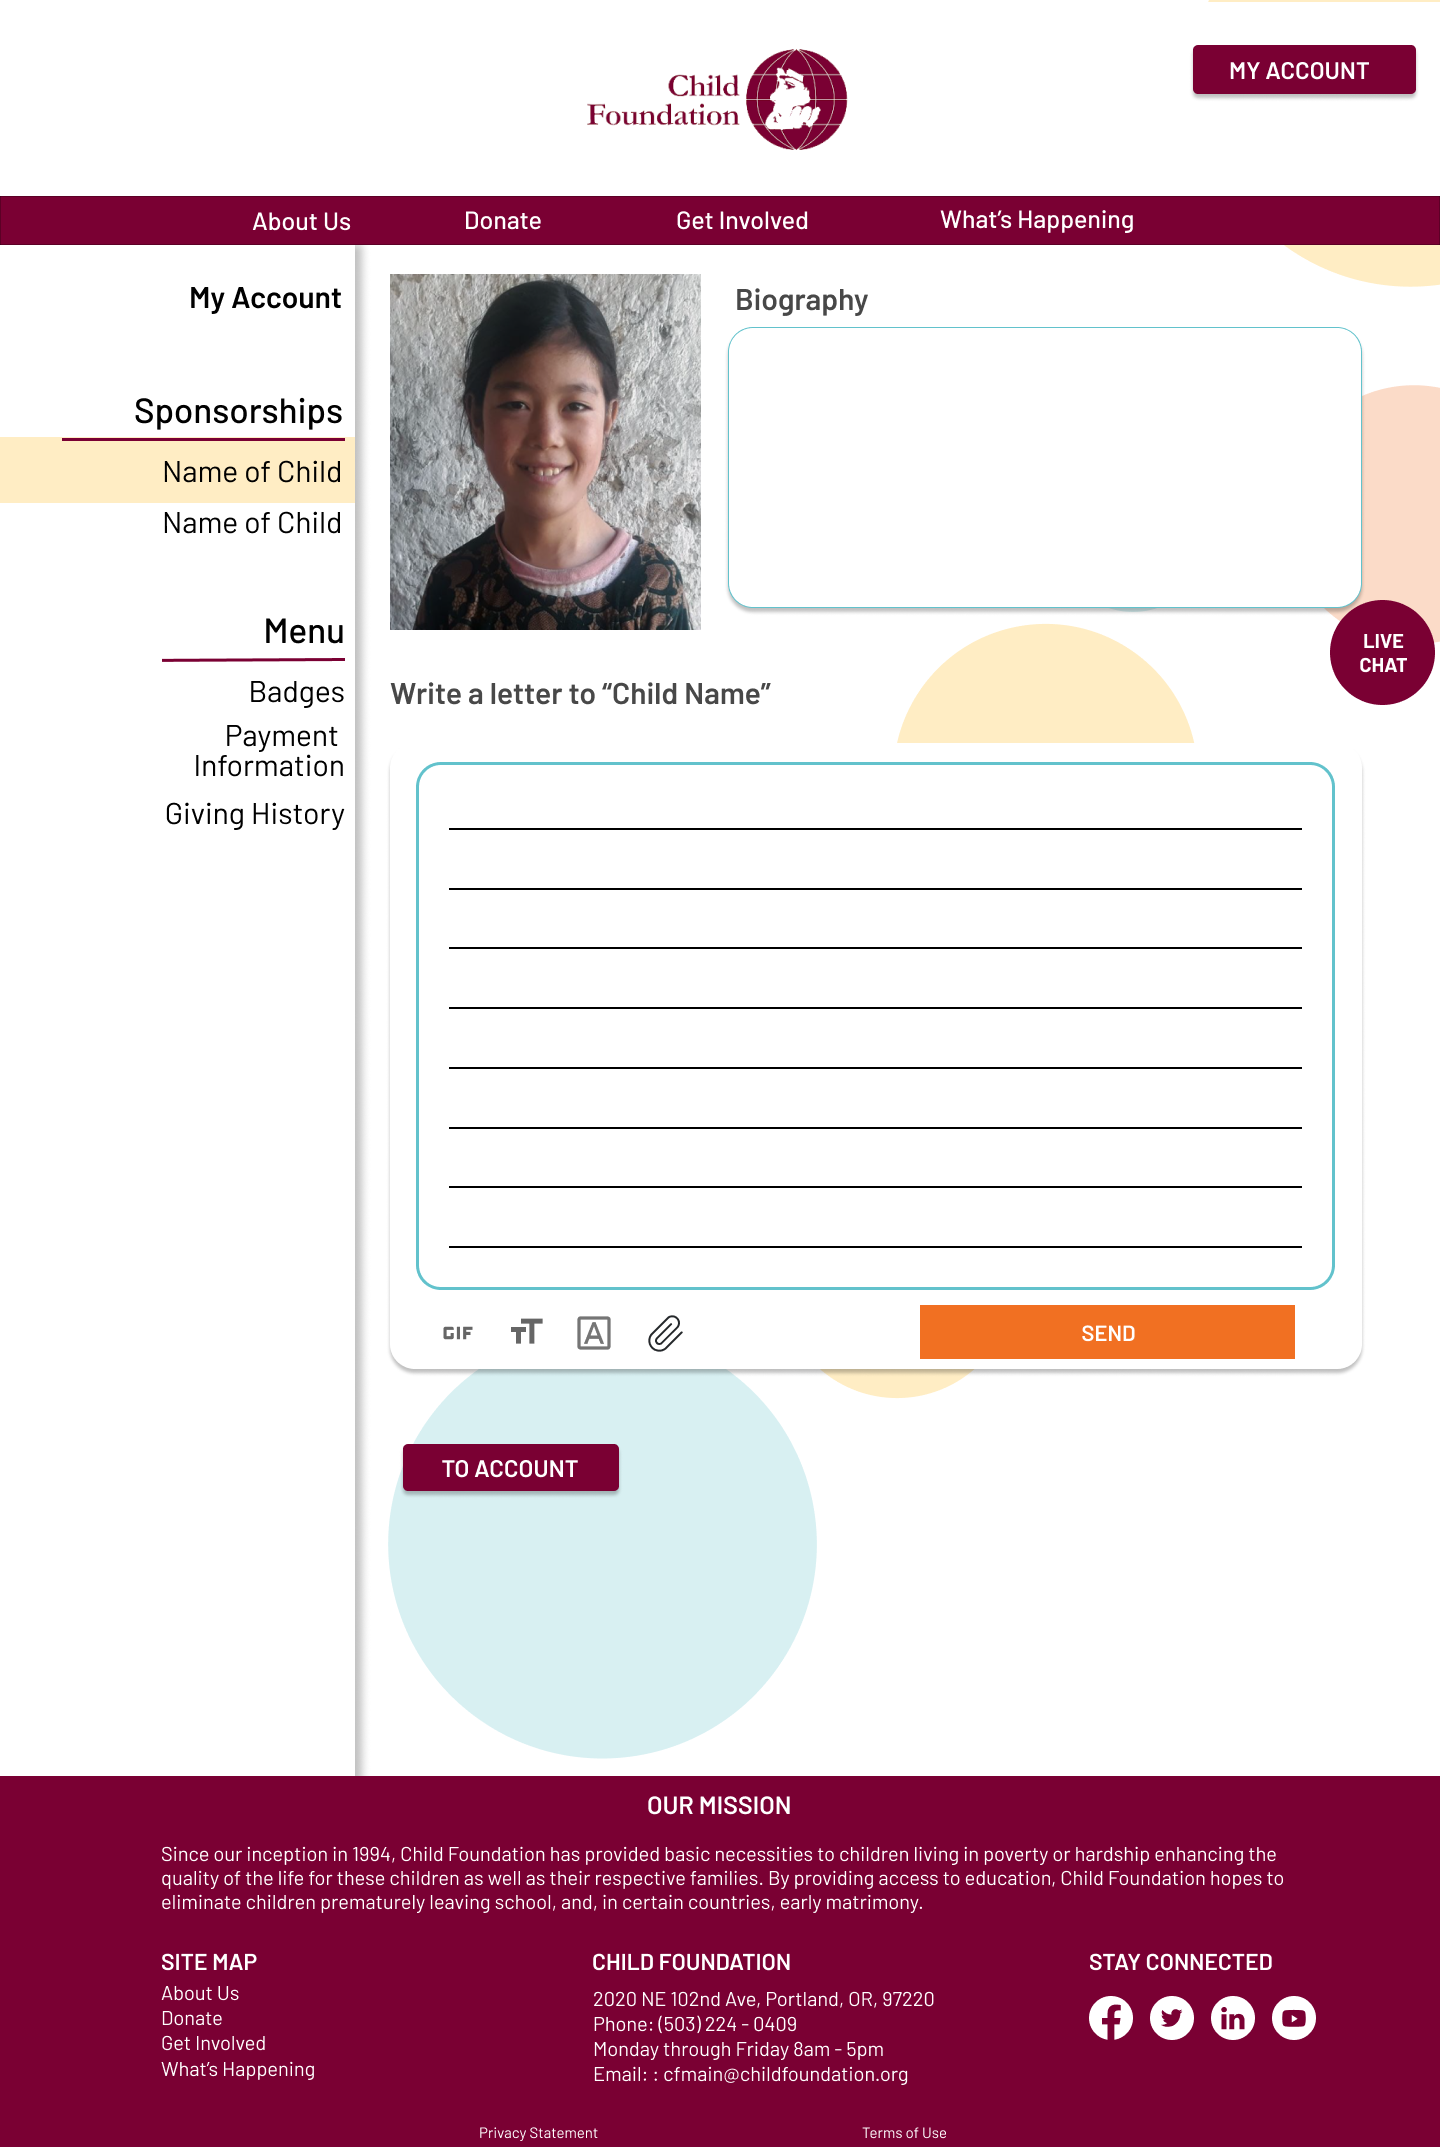 Child
Foundation
MY ACCOUNT
About Us
Donate
Get Involved
What’s Happening
My Account
Sponsorships
Name of Child
Name of Child
Menu
Badges
Payment
Information
Giving History
Biography
LIVE
CHAT
Write a letter to “Child Name”
GIF
TT
A
SEND
TO ACCOUNT
OUR MISSION
Since our inception in 1994, Child Foundation has provided basic necessities to children living in poverty or hardship enhancing the
quality of the life for these children as well as their respective families. By providing access to education, Child Foundation hopes to
eliminate children prematurely leaving school, and, in certain countries, early matrimony.
SITE MAP
About Us
Donate
Get Involved
What’s Happening
CHILD FOUNDATION
2020 NE 102nd Ave, Portland, OR, 97220
Phone: (503) 224 - 0409
Monday through Friday 8am - 5pm
Email: : cfmain@childfoundation.org
STAY CONNECTED
Privacy Statement
Terms of Use